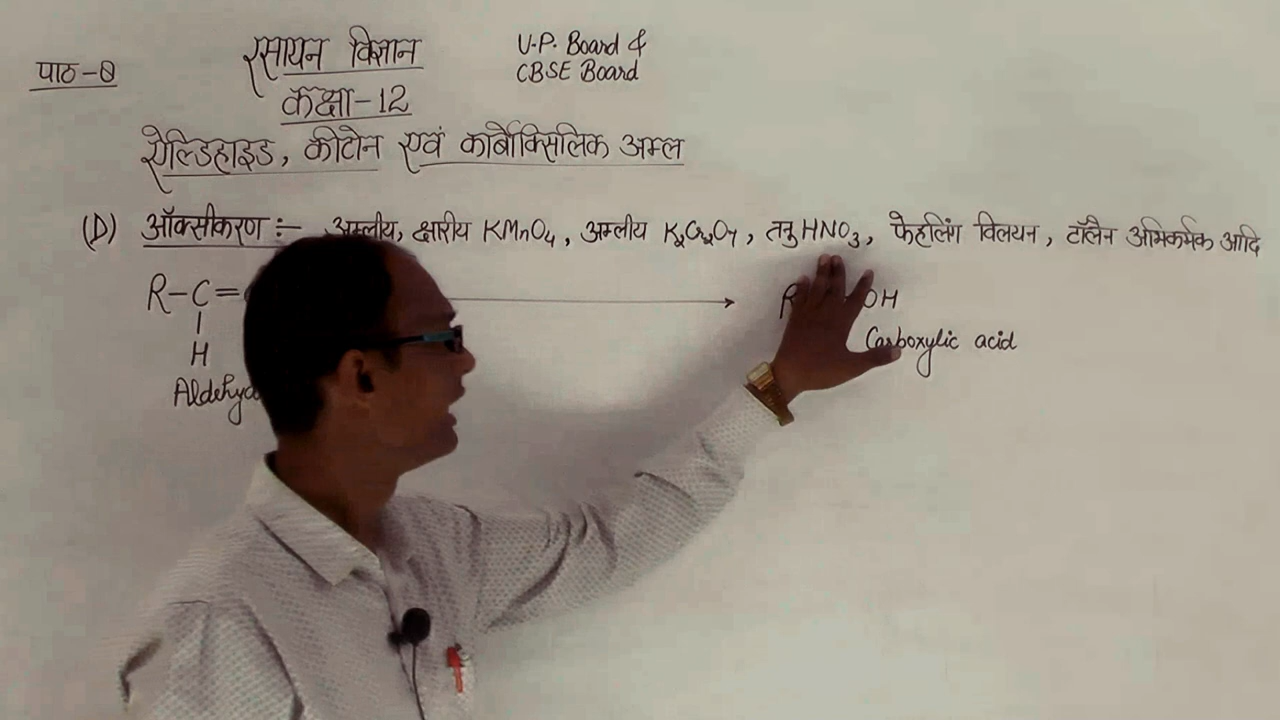 पाठ-8
रसायन विज्ञान
कक्षा-12
U.P. Board &
CBSE Board
ऐल्डिहाइड, कीटोन एवं कार्बोक्सिलिक अम्ल
(D) ऑक्सीकरण :- अम्लीय, क्षारीय KMnO₄, अम्लीय K₂Cr₂O₇, तनु HNO₃, फेहलिंग विलयन, टॉलैन अभिकर्मक आदि
R-C= → R OH
H
Carboxylic acid